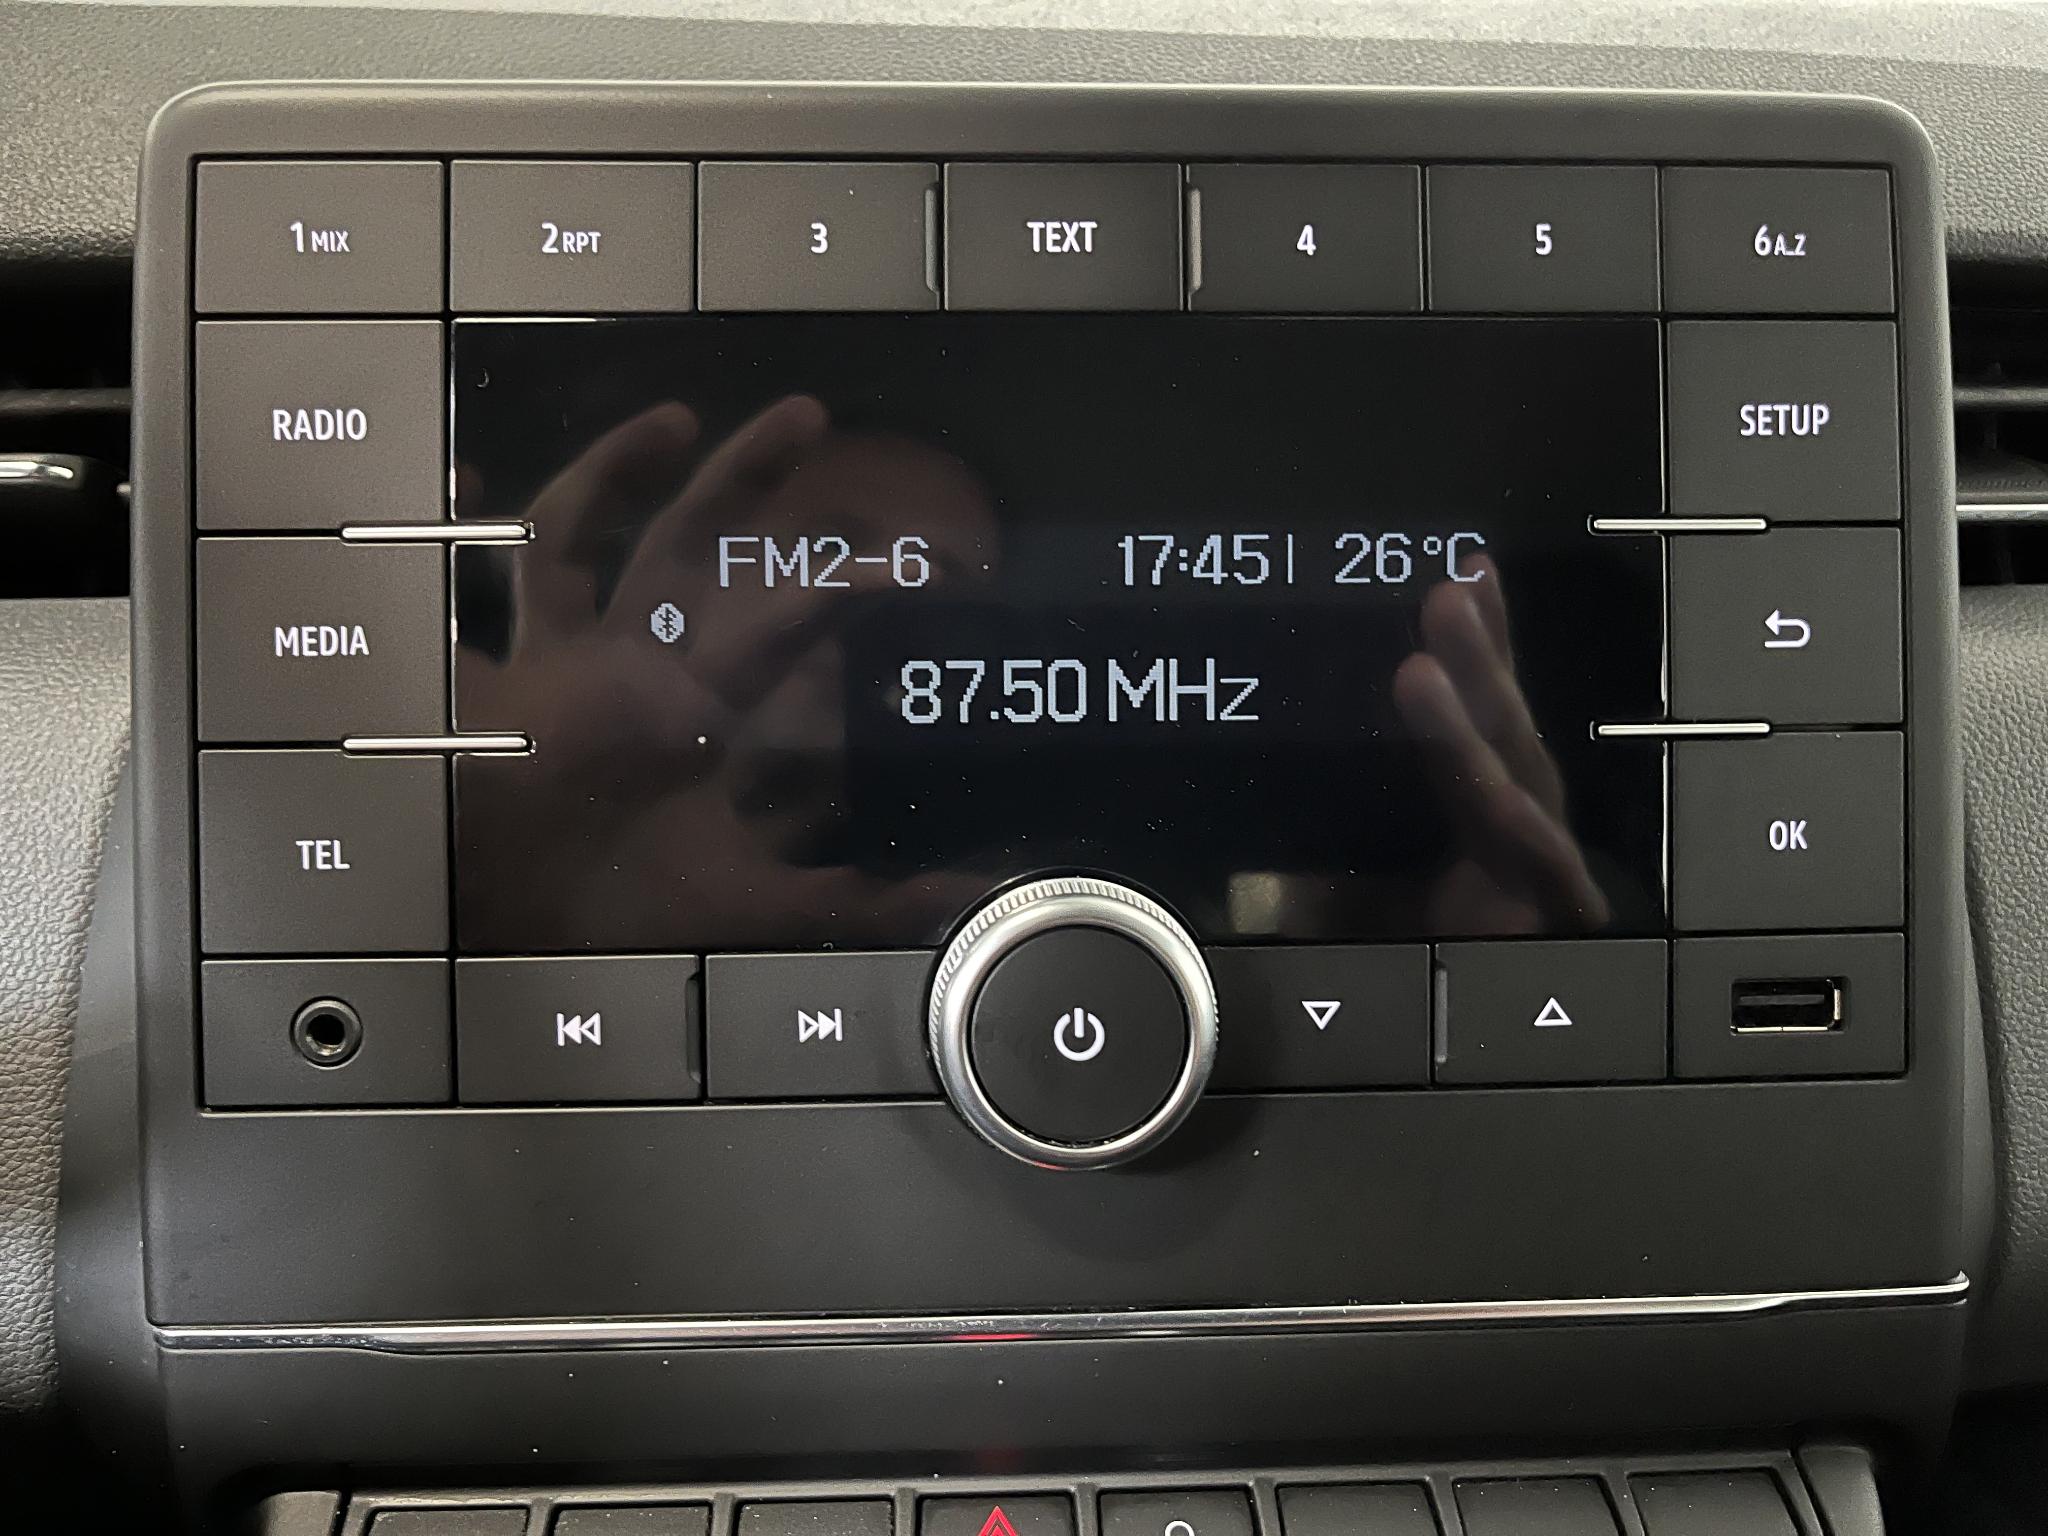 1 MIX 2 RPT 3 TEXT 4 5 6 A_Z
RADIO
SETUP
FM2-6 17:45| 26°C
MEDIA
87.50 MHz
TEL
OK